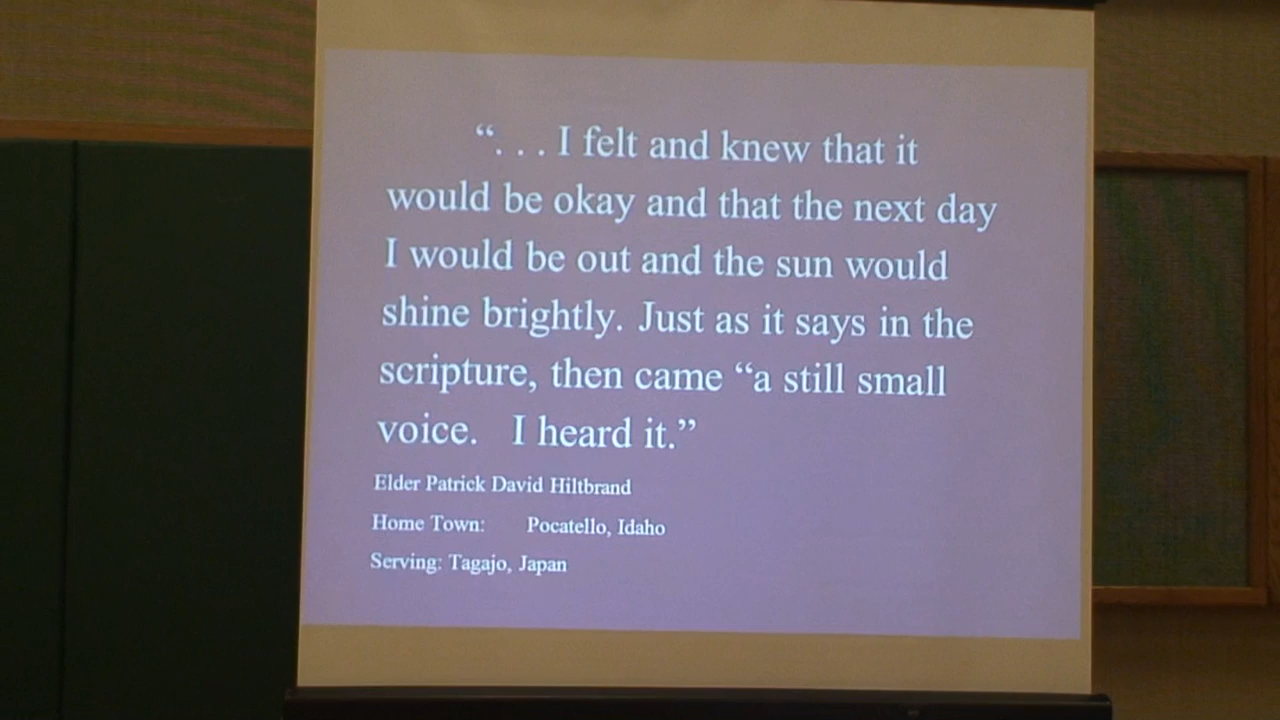 “. . . I felt and knew that it
would be okay and that the next day
I would be out and the sun would
shine brightly. Just as it says in the
scripture, then came “a still small
voice. I heard it.”
Elder Patrick David Hiltbrand
Home Town: Pocatello, Idaho
Serving: Tagajo, Japan